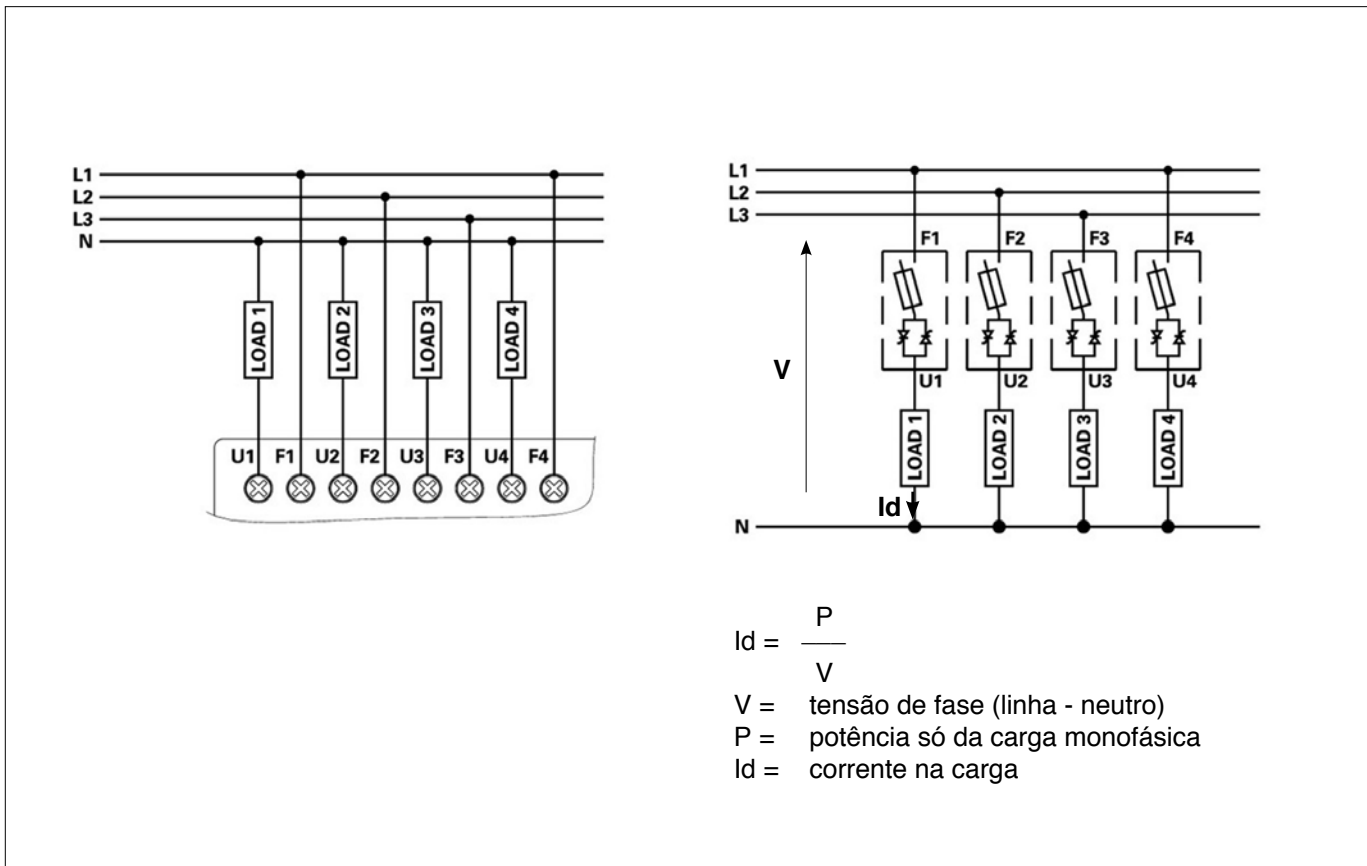 L1
L2
L3
N
LOAD 1
LOAD 2
LOAD 3
LOAD 4
U1 F1 U2 F2 U3 F3 U4 F4
L1
L2
L3
F1 F2 F3 F4
V
U1 U2 U3 U4
LOAD 1
LOAD 2
LOAD 3
LOAD 4
Id
N
Id = P
V
V = tensão de fase (linha - neutro)
P = potência só da carga monofásica
Id = corrente na carga